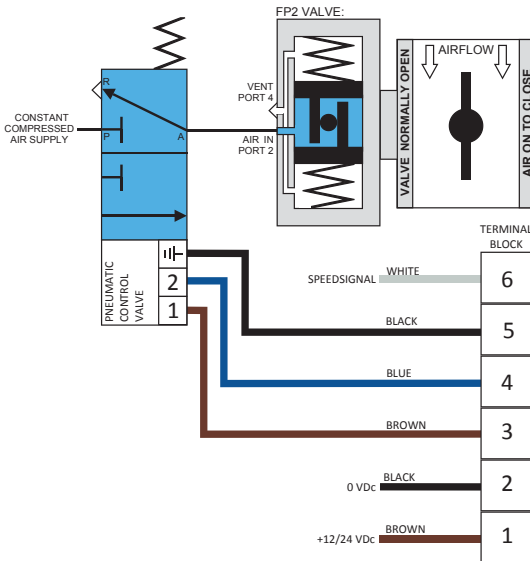 FP2 VALVE:
R
VENT
PORT 4
CONSTANT
COMPRESSED
AIR SUPPLY
P
A
AIR IN
PORT 2
VALVE NORMALLY OPEN
AIRFLOW
AIR ON TO CLOSE
PNEUMATIC
CONTROL
VALVE
2
1
TERMINAL
BLOCK
SPEEDSIGNAL
WHITE
6
BLACK
5
BLUE
4
BROWN
3
0 VDc
BLACK
2
+12/24 VDc
BROWN
1